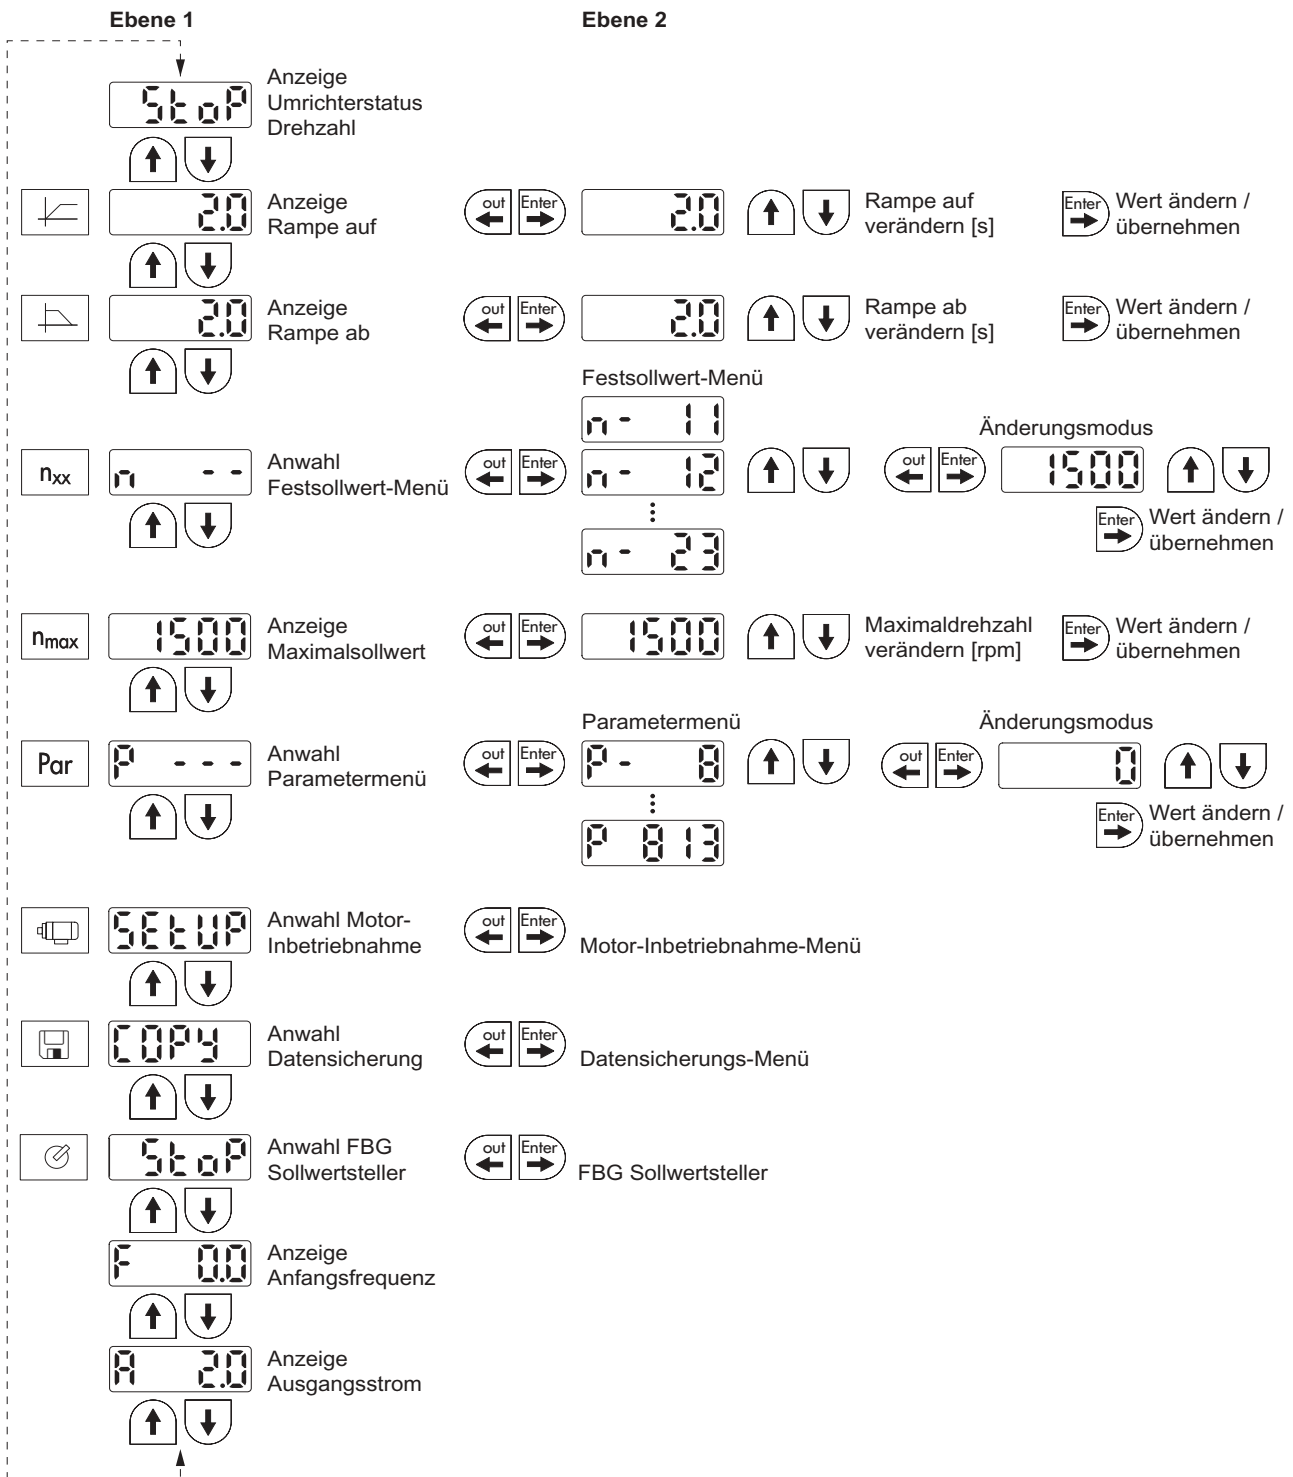 Ebene 1
Ebene 2
StoP
Anzeige
Umrichterstatus
Drehzahl
2.0
Anzeige
Rampe auf
out
Enter
2.0
Rampe auf
verändern [s]
Enter
Wert ändern /
übernehmen
2.0
Anzeige
Rampe ab
out
Enter
2.0
Rampe ab
verändern [s]
Enter
Wert ändern /
übernehmen
Festsollwert-Menü
n- 11
nxx
n --
Anwahl
Festsollwert-Menü
out
Enter
n- 12
n- 23
Änderungsmodus
out
Enter
1500
Enter
Wert ändern /
übernehmen
nmax
1500
Anzeige
Maximalsollwert
out
Enter
1500
Maximaldrehzahl
verändern [rpm]
Enter
Wert ändern /
übernehmen
Parametermenü
Par
P ---
Anwahl
Parametermenü
out
Enter
P- 8
P 813
Änderungsmodus
out
Enter
0
Enter
Wert ändern /
übernehmen
SEtUP
Anwahl Motor-
Inbetriebnahme
out
Enter
Motor-Inbetriebnahme-Menü
COPY
Anwahl
Datensicherung
out
Enter
Datensicherungs-Menü
StoP
Anwahl FBG
Sollwertsteller
out
Enter
FBG Sollwertsteller
F 0.0
Anzeige
Anfangsfrequenz
A 2.0
Anzeige
Ausgangsstrom